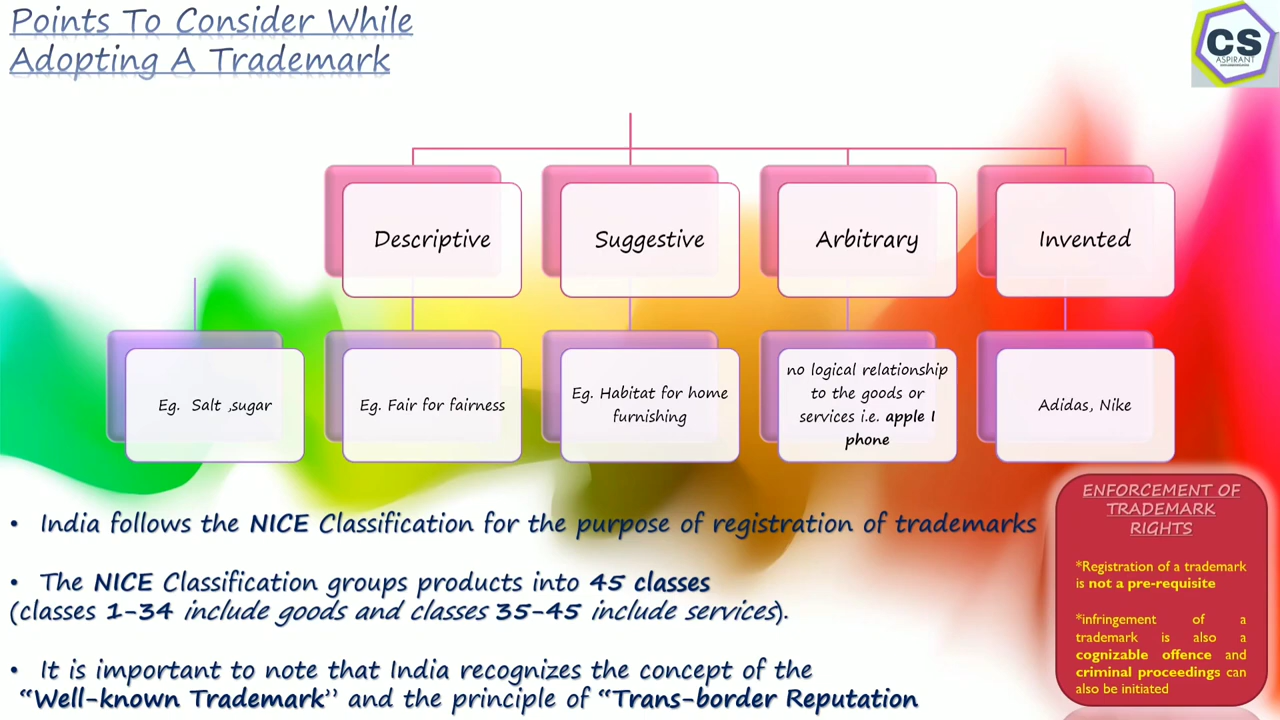 Points To Consider While
Adopting A Trademark
CS
ASPIRANT
Descriptive
Suggestive
Arbitrary
Invented
Eg. Salt ,sugar
Eg. Fair for fairness
Eg. Habitat for home
furnishing
no logical relationship
to the goods or
services i.e. apple I
phone
Adidas, Nike
• India follows the NICE Classification for the purpose of registration of trademarks
• The NICE Classification groups products into 45 classes
(classes 1-34 include goods and classes 35-45 include services).
• It is important to note that India recognizes the concept of the
“Well-known Trademark” and the principle of “Trans-border Reputation
ENFORCEMENT OF
TRADEMARK
RIGHTS
*Registration of a trademark
is not a pre-requisite
*infringement of a
trademark is also a
cognizable offence and
criminal proceedings can
also be initiated